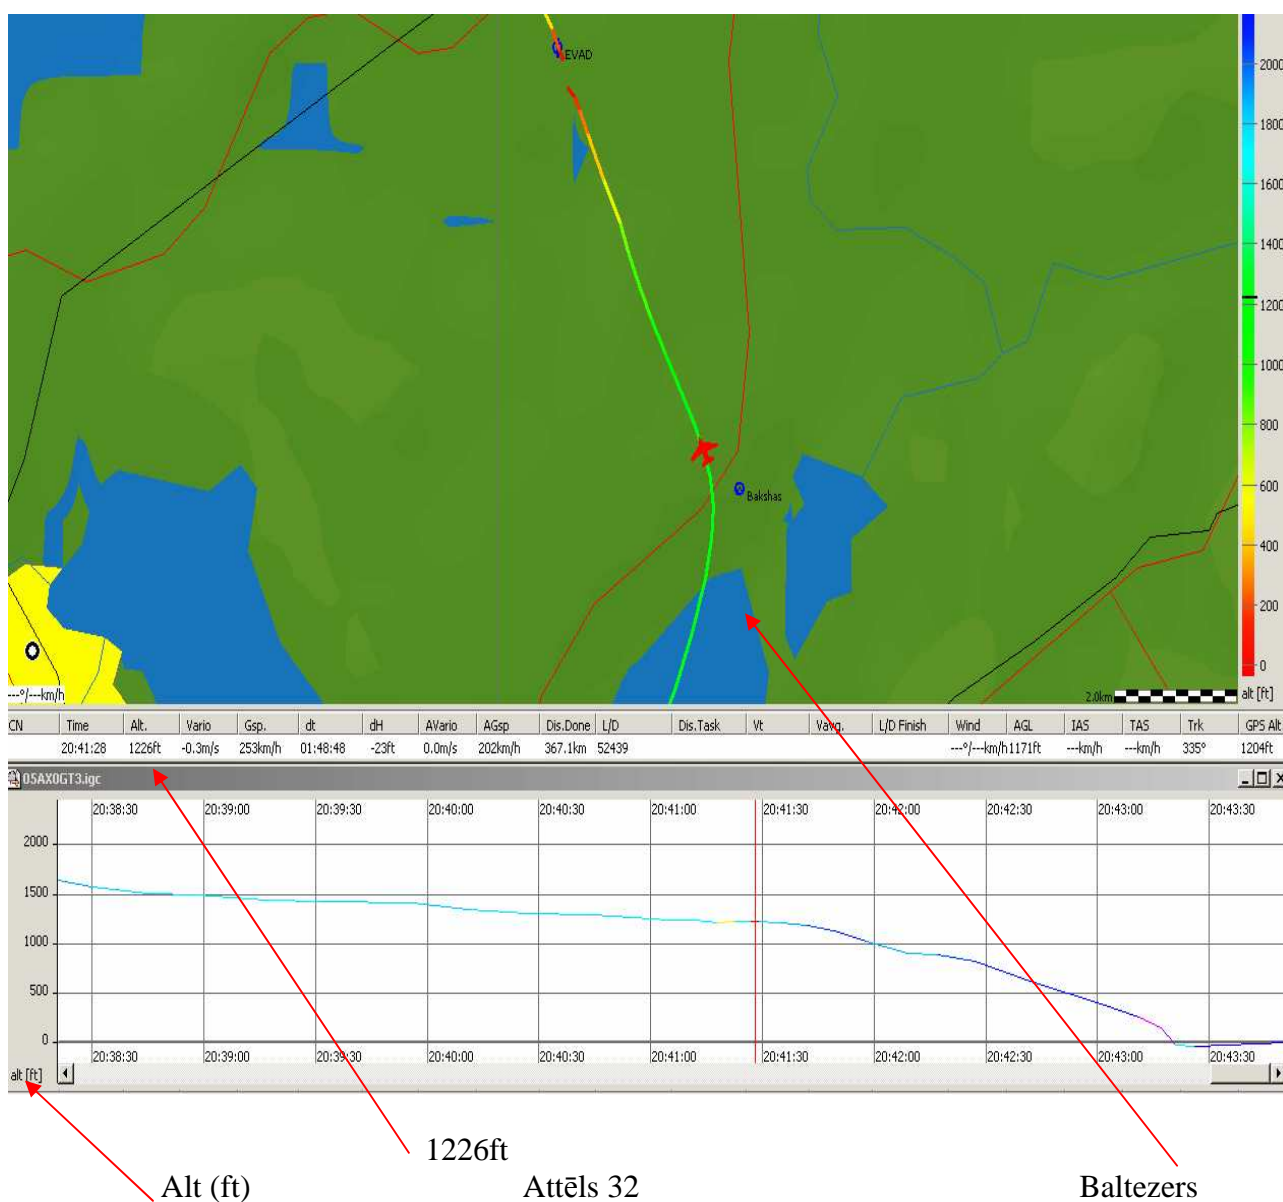 EVAD
2000
1800
1600
1400
1200
1000
800
600
400
200
0
alt [ft]
Bakshas
---°/---km/h
2.0km
CN Time Alt. Vario Gsp. dt dH AVario AGsp Dis.Done L/D Dis.Task Vt Vavg. L/D Finish Wind AGL IAS TAS Trk GPS Alt
20:41:28 1226ft -0.3m/s 253km/h 01:48:48 -23ft 0.0m/s 202km/h 367.1km 52439 ---°/---km/h 1171ft ---km/h ---km/h 335° 1204ft
05AX0GT3.igc
20:38:30 20:39:00 20:39:30 20:40:00 20:40:30 20:41:00 20:41:30 20:42:00 20:42:30 20:43:00 20:43:30
2000
1500
1000
500
0
20:38:30 20:39:00 20:39:30 20:40:00 20:40:30 20:41:00 20:41:30 20:42:00 20:42:30 20:43:00 20:43:30
alt [ft]
1226ft
Alt (ft) Attēls 32 Baltezers